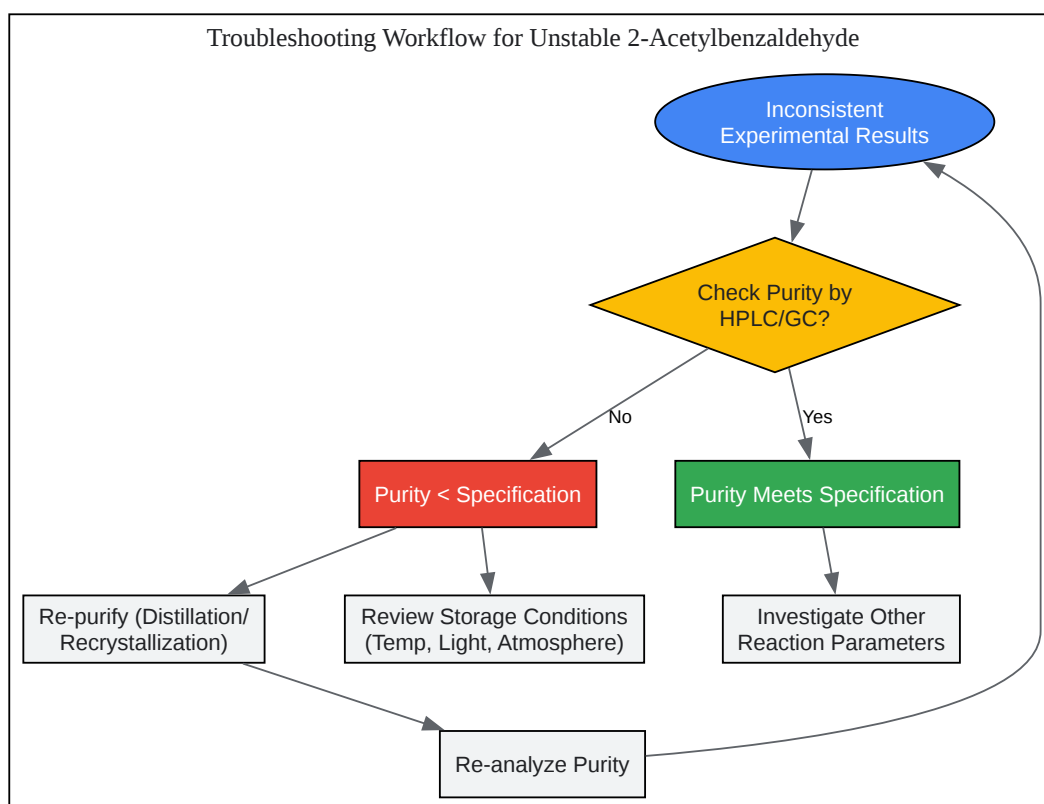 Troubleshooting Workflow for Unstable 2-Acetylbenzaldehyde
Inconsistent
Experimental Results
Check Purity by
HPLC/GC?
No
Yes
Purity < Specification
Purity Meets Specification
Re-purify (Distillation/
Recrystallization)
Review Storage Conditions
(Temp, Light, Atmosphere)
Investigate Other
Reaction Parameters
Re-analyze Purity